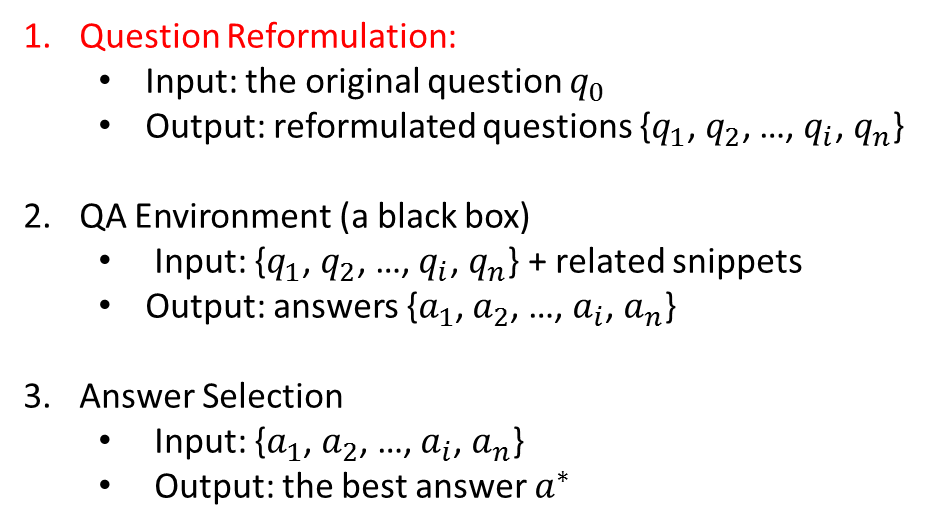 1. Question Reformulation:
• Input: the original question q₀
• Output: reformulated questions {q₁, q₂, …, qᵢ, qₙ}
2. QA Environment (a black box)
• Input: {q₁, q₂, …, qᵢ, qₙ} + related snippets
• Output: answers {a₁, a₂, …, aᵢ, aₙ}
3. Answer Selection
• Input: {a₁, a₂, …, aᵢ, aₙ}
• Output: the best answer a*